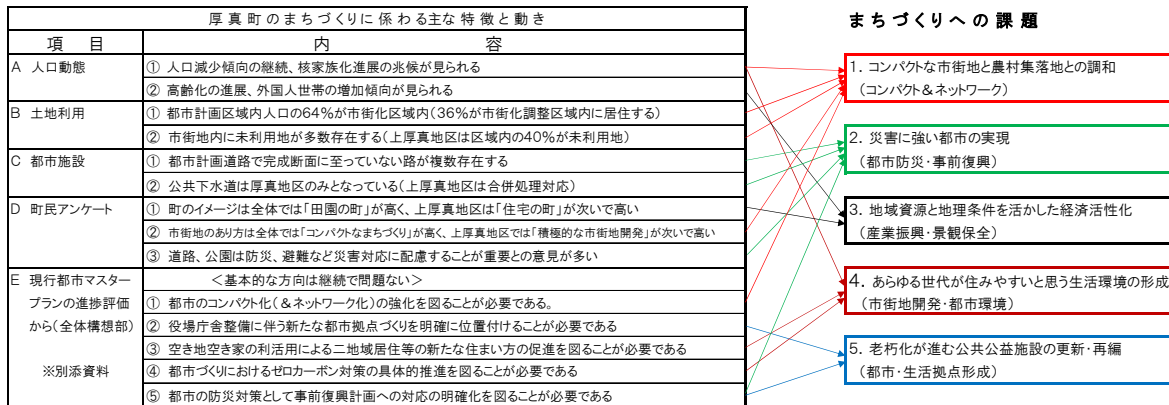 厚真町のまちづくりに係わる主な特徴と動き
まちづくりへの課題
項　目
内　　　容
A 人口動態
① 人口減少傾向の継続、核家族化進展の兆候が見られる
② 高齢化の進展、外国人世帯の増加傾向が見られる
B 土地利用
① 都市計画区域内人口の64%が市街化区域内(36%が市街化調整区域内に居住する)
② 市街地内に未利用地が多数存在する(上厚真地区は区域内の40%が未利用地)
C 都市施設
① 都市計画道路で完成断面に至っていない路が複数存在する
② 公共下水道は厚真地区のみとなっている(上厚真地区は合併処理対応)
D 町民アンケート
① 町のイメージは全体では「田園の町」が高く、上厚真地区は「住宅の町」が次いで高い
② 市街地のあり方は全体では「コンパクトなまちづくり」が高く、上厚真地区では「積極的な市街地開発」が次いで高い
③ 道路、公園は防災、避難など災害対応に配慮することが重要との意見が多い
E 現行都市マスター
プランの進捗評価
から(全体構想部)
※別添資料
<基本的な方向は継続で問題ない>
① 都市のコンパクト化(&ネットワーク化)の強化を図ることが必要である。
② 役場庁舎整備に伴う新たな都市拠点づくりを明確に位置付けることが必要である
③ 空き地空き家の利活用による二地域居住等の新たな住まい方の促進を図ることが必要である
④ 都市づくりにおけるゼロカーボン対策の具体的推進を図ることが必要である
⑤ 都市の防災対策として事前復興計画への対応の明確化を図ることが必要である
1. コンパクトな市街地と農村集落地との調和
(コンパクト&ネットワーク)
2. 災害に強い都市の実現
(都市防災・事前復興)
3. 地域資源と地理条件を活かした経済活性化
(産業振興・景観保全)
4. あらゆる世代が住みやすいと思う生活環境の形成
(市街地開発・都市環境)
5. 老朽化が進む公共公益施設の更新・再編
(都市・生活拠点形成)